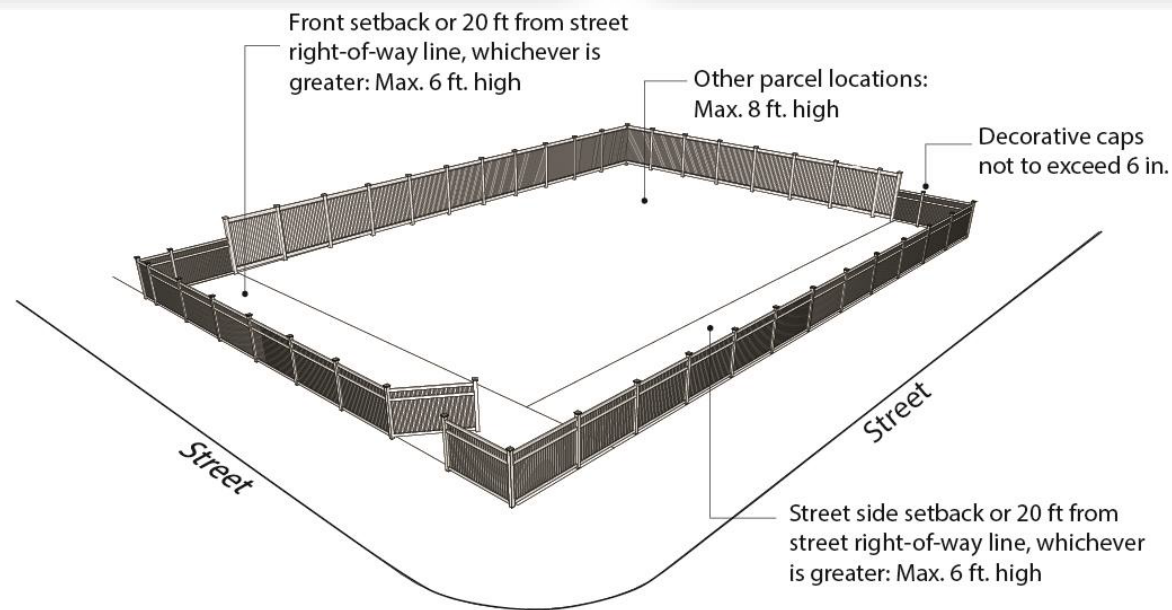 Front setback or 20 ft from street
right-of-way line, whichever is
greater: Max. 6 ft. high
Other parcel locations:
Max. 8 ft. high
Decorative caps
not to exceed 6 in.
Street
Street
Street side setback or 20 ft from
street right-of-way line, whichever
is greater: Max. 6 ft. high